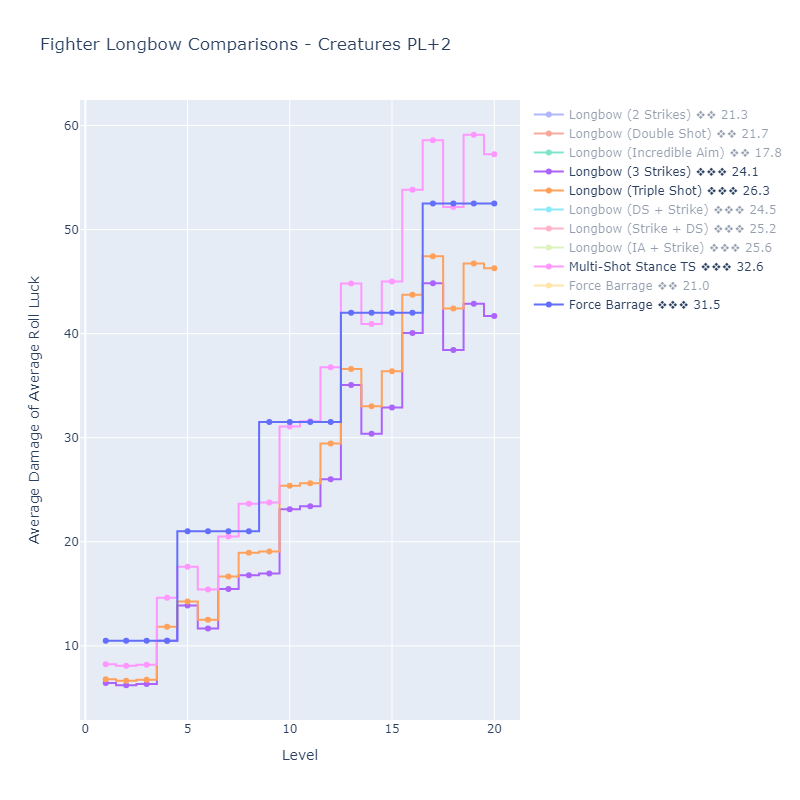 Fighter Longbow Comparisons - Creatures PL+2
Longbow (2 Strikes) ❖❖ 21.3
Longbow (Double Shot) ❖❖ 21.7
Longbow (Incredible Aim) ❖❖ 17.8
Longbow (3 Strikes) ❖❖❖ 24.1
Longbow (Triple Shot) ❖❖❖ 26.3
Longbow (DS + Strike) ❖❖❖ 24.5
Longbow (Strike + DS) ❖❖❖ 25.2
Longbow (IA + Strike) ❖❖❖ 25.6
Multi-Shot Stance TS ❖❖❖ 32.6
Force Barrage ❖❖ 21.0
Force Barrage ❖❖❖ 31.5
Average Damage of Average Roll Luck
60
50
40
30
20
10
0 5 10 15 20
Level